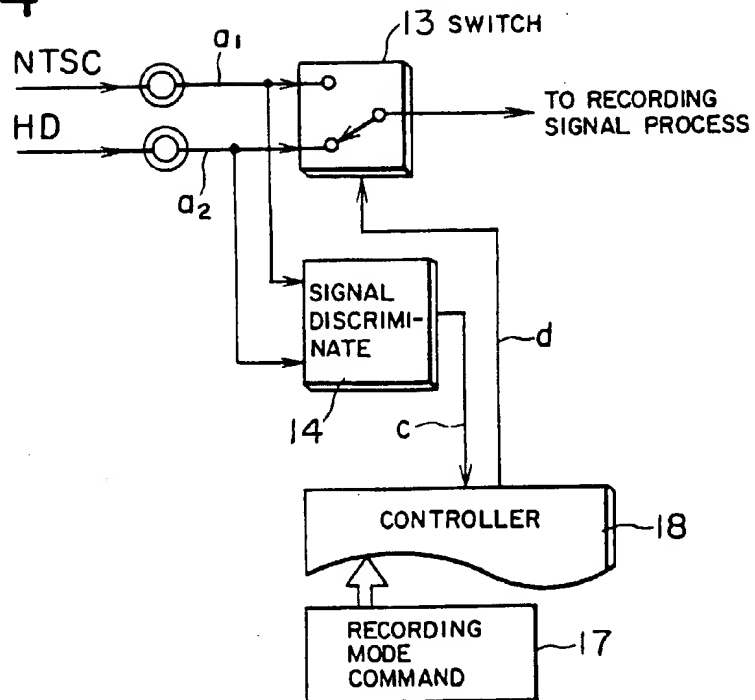 13 SWITCH
a1
NTSC
TO RECORDING
SIGNAL PROCESS
HD
a2
SIGNAL
DISCRIMI-
NATE
d
14
c
CONTROLLER
18
RECORDING
MODE
COMMAND
17